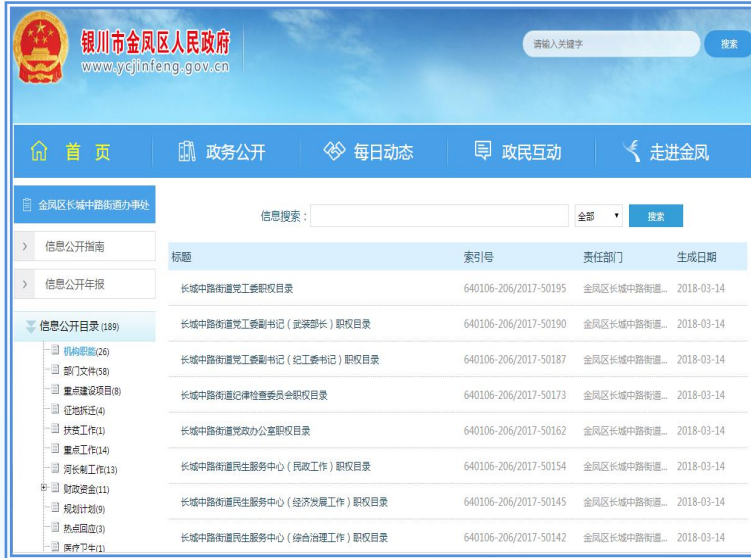 银川市金凤区人民政府
www.ycjinfeng.gov.cn
请输入关键字
搜索
首 页
政务公开
每日动态
政民互动
走进金凤
金凤区长城中路街道办事处
信息公开指南
信息公开年报
信息公开目录(189)
机构职能(26)
部门文件(58)
重点建设项目(8)
征地拆迁(4)
扶贫工作(1)
重点工作(14)
河长制工作(13)
财政资金(11)
规划计划(9)
热点回应(3)
医疗卫生(1)
信息搜索：
全部
搜索
标题 索引号 责任部门 生成日期
长城中路街道党工委职权目录 640106-206/2017-50195 金凤区长城中路街道... 2018-03-14
长城中路街道党工委副书记（武装部长）职权目录 640106-206/2017-50190 金凤区长城中路街道... 2018-03-14
长城中路街道党工委副书记（纪工委书记）职权目录 640106-206/2017-50187 金凤区长城中路街道... 2018-03-14
长城中路街道纪律检查委员会职权目录 640106-206/2017-50173 金凤区长城中路街道... 2018-03-14
长城中路街道党政办公室职权目录 640106-206/2017-50162 金凤区长城中路街道... 2018-03-14
长城中路街道民生服务中心（民政工作）职权目录 640106-206/2017-50154 金凤区长城中路街道... 2018-03-14
长城中路街道民生服务中心（经济发展工作）职权目录 640106-206/2017-50145 金凤区长城中路街道... 2018-03-14
长城中路街道民生服务中心（综合治理工作）职权目录 640106-206/2017-50142 金凤区长城中路街道... 2018-03-14